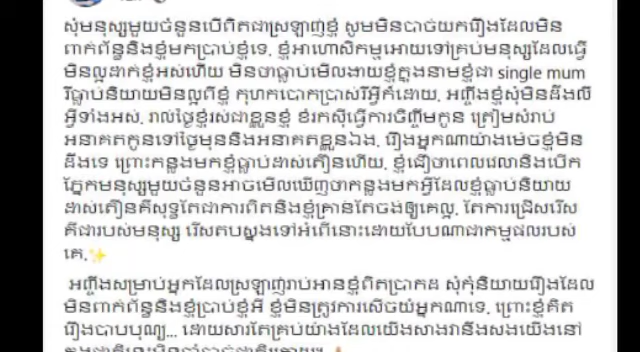 សុំមនុស្សមួយចំនួនបើពិតជាស្រឡាញ់ខ្ញុំ សូមមិនបាច់យករឿងដែលមិន
ពាក់ព័ន្ធនឹងខ្ញុំមកប្រាប់ខ្ញុំទេ. ខ្ញុំអហោសិកម្មអោយទៅគ្រប់មនុស្សដែលធ្វើ
មិនល្អដាក់ខ្ញុំអស់ហើយ មិនថាធ្លាប់មើលងាយខ្ញុំក្នុងនាមខ្ញុំជា single mum
រឺធ្លាប់និយាយមិនល្អពីខ្ញុំ កុហកបោកប្រាស់រឺអ្វីក៏ដោយ. អញ្ចឹងខ្ញុំសុំមិនដឹងលឺ
អ្វីទាំងអស់. រាល់ថ្ងៃខ្ញុំរស់ជាខ្លួនខ្ញុំ ខំរកស៊ីធ្វើការចិញ្ចឹមកូន ត្រៀមសំរាប់
អនាគតកូនទៅថ្ងៃមុននឹងអនាគតខ្លួនឯង. រឿងអ្នកណាយ៉ាងម៉េចខ្ញុំមិន
ដឹងទេ ព្រោះកន្លងមកខ្ញុំធ្លាប់ដាស់តឿនហើយ. ខ្ញុំជឿថាពេលវេលានឹងបើក
ភ្នែកមនុស្សមួយចំនួនអាចមើលឃើញថាកន្លងមកអ្វីដែលខ្ញុំធ្លាប់និយាយ
ដាស់តឿនគឺសុទ្ធតែជាការពិតនឹងខ្ញុំគ្រាន់តែចង់ឲ្យគេល្អ. តែការជ្រើសរើស
គឺជារបស់មនុស្ស រើសតបស្នងទៅអំពើនោះដោយបែបណាជាកម្មផលរបស់
គេ.✨
អញ្ចឹងសម្រាប់អ្នកដែលស្រឡាញ់រាប់អានខ្ញុំពិតប្រាកដ សុំកុំនិយាយរឿងដែល
មិនពាក់ព័ន្ធនឹងខ្ញុំប្រាប់ខ្ញុំអី ខ្ញុំមិនត្រូវការសើចយំអ្នកណាទេ. ព្រោះខ្ញុំគិត
រឿងបាបបុណ្យ... ដោយសារតែគ្រប់យ៉ាងដែលយើងសាងវានឹងសងយើងនៅ